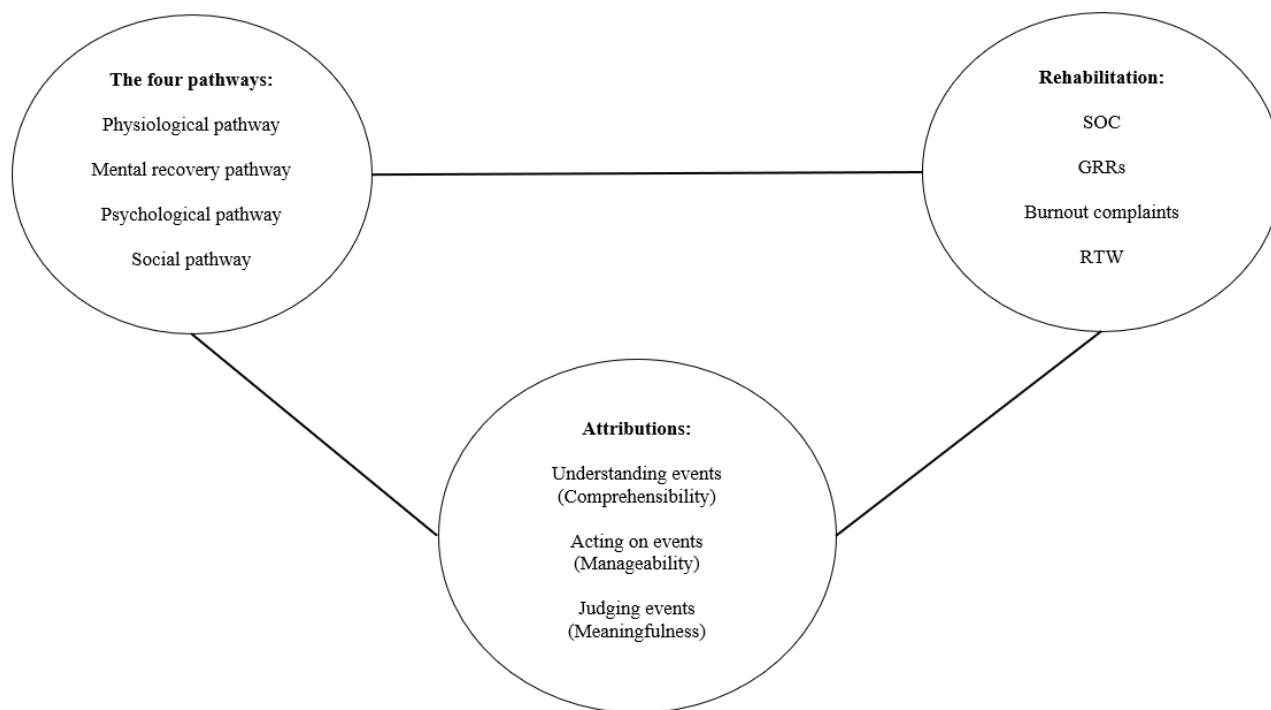 The four pathways:
Physiological pathway
Mental recovery pathway
Psychological pathway
Social pathway
Rehabilitation:
SOC
GRRs
Burnout complaints
RTW
Attributions:
Understanding events
(Comprehensibility)
Acting on events
(Manageability)
Judging events
(Meaningfulness)